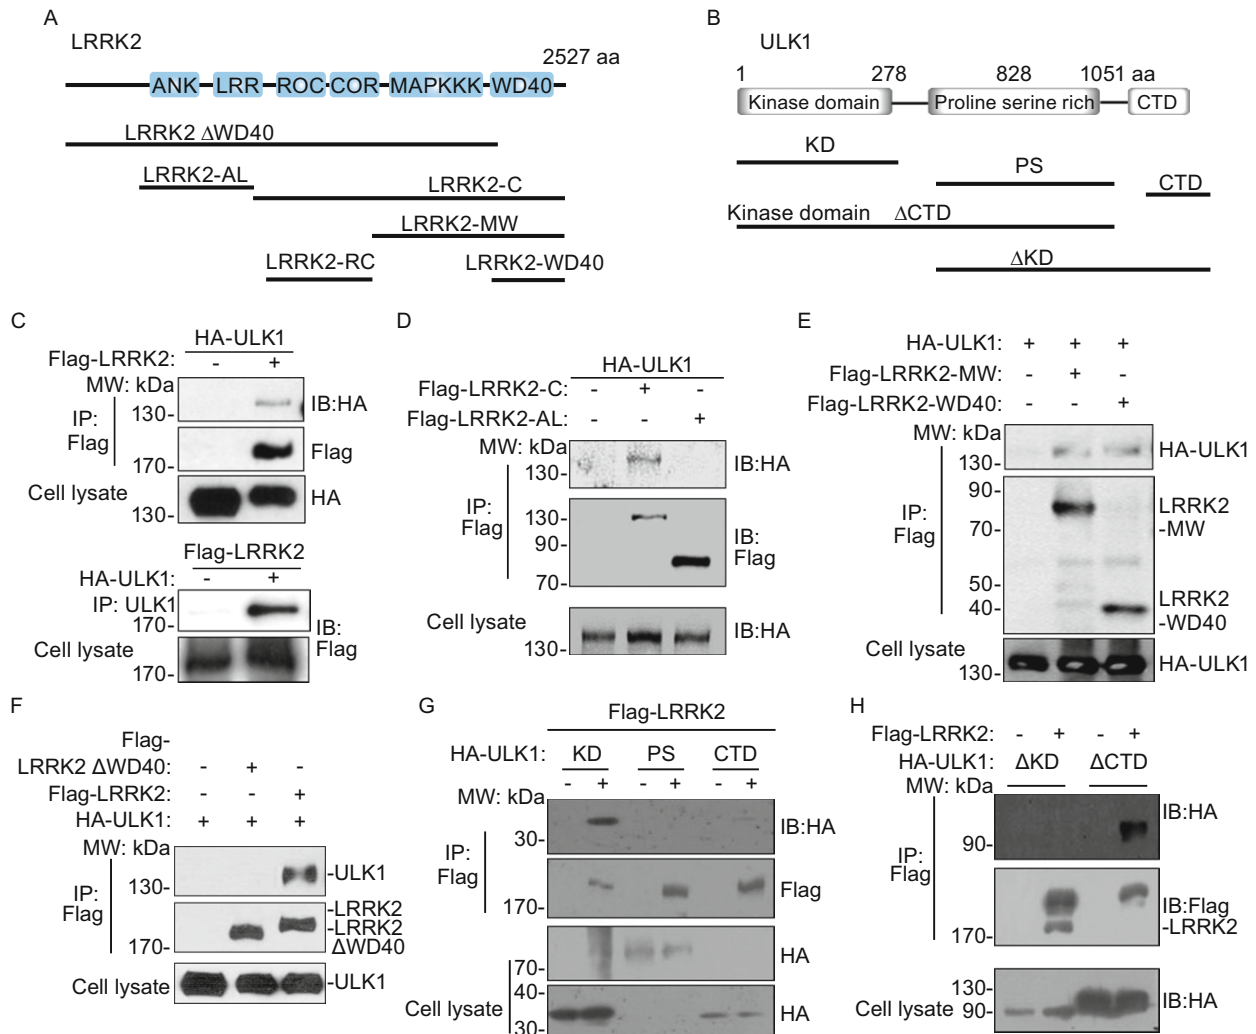 A
LRRK2
2527 aa
ANK LRR ROC COR MAPKKK WD40
LRRK2 ΔWD40
LRRK2-AL
LRRK2-C
LRRK2-MW
LRRK2-RC
LRRK2-WD40
B
ULK1
1 278 828 1051 aa
Kinase domain Proline serine rich CTD
KD
PS
CTD
Kinase domain ΔCTD
ΔKD
C
HA-ULK1
Flag-LRRK2: - +
MW: kDa
IP: Flag
130-
IB:HA
170-
Flag
Cell lysate
130-
HA
Flag-LRRK2
HA-ULK1: - +
IP: ULK1
170-
IB: Flag
Cell lysate
170-
D
HA-ULK1
Flag-LRRK2-C: - + -
Flag-LRRK2-AL: - - +
MW: kDa
130-
IB:HA
IP: Flag
130-
90-
70-
IB: Flag
Cell lysate
130-
IB:HA
E
HA-ULK1: + + +
Flag-LRRK2-MW: - + -
Flag-LRRK2-WD40: - - +
MW: kDa
130-
HA-ULK1
IP: Flag
90-
70-
50-
40-
LRRK2
-MW
LRRK2
-WD40
Cell lysate
130-
HA-ULK1
F
Flag-
LRRK2 ΔWD40: - + -
Flag-LRRK2: - - +
HA-ULK1: + + +
MW: kDa
130-
-ULK1
IP: Flag
170-
-LRRK2
-LRRK2
ΔWD40
Cell lysate
-ULK1
G
Flag-LRRK2
HA-ULK1: KD PS CTD
- + - + - +
MW: kDa
30-
IB:HA
IP: Flag
170-
Flag
70-
HA
40-
Cell lysate
30-
HA
H
Flag-LRRK2: - + - +
HA-ULK1: ΔKD ΔCTD
MW: kDa
90-
IB:HA
IP: Flag
170-
IB:Flag
-LRRK2
130-
Cell lysate 90-
IB:HA